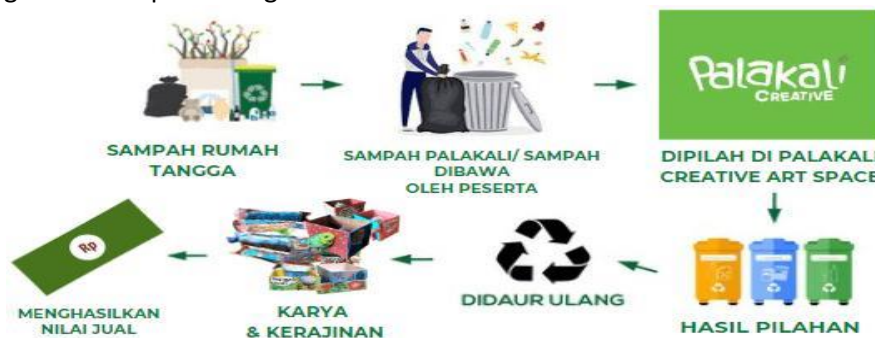 SAMPAH RUMAH
TANGGA
SAMPAH PALAKALI/ SAMPAH
DIBAWA
OLEH PESERTA
Palakali
CREATIVE
DIPILAH DI PALAKALI
CREATIVE ART SPACE
HASIL PILAHAN
DIDAUR ULANG
KARYA
& KERAJINAN
Rp
MENGHASILKAN
NILAI JUAL